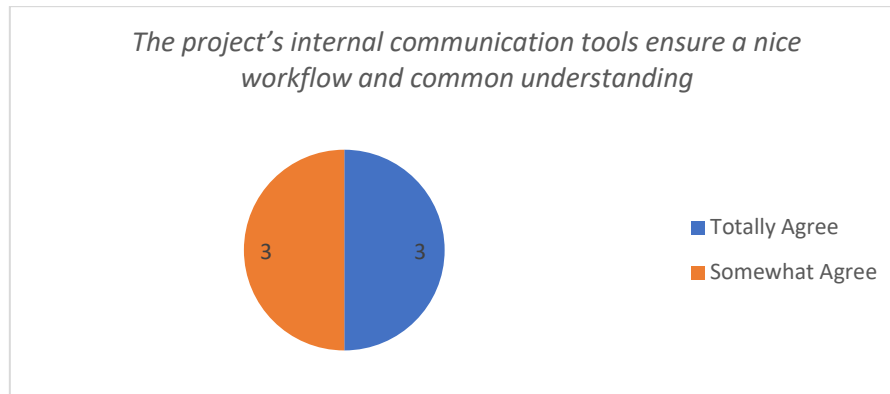 The project’s internal communication tools ensure a nice
workflow and common understanding
3
3
Totally Agree
Somewhat Agree